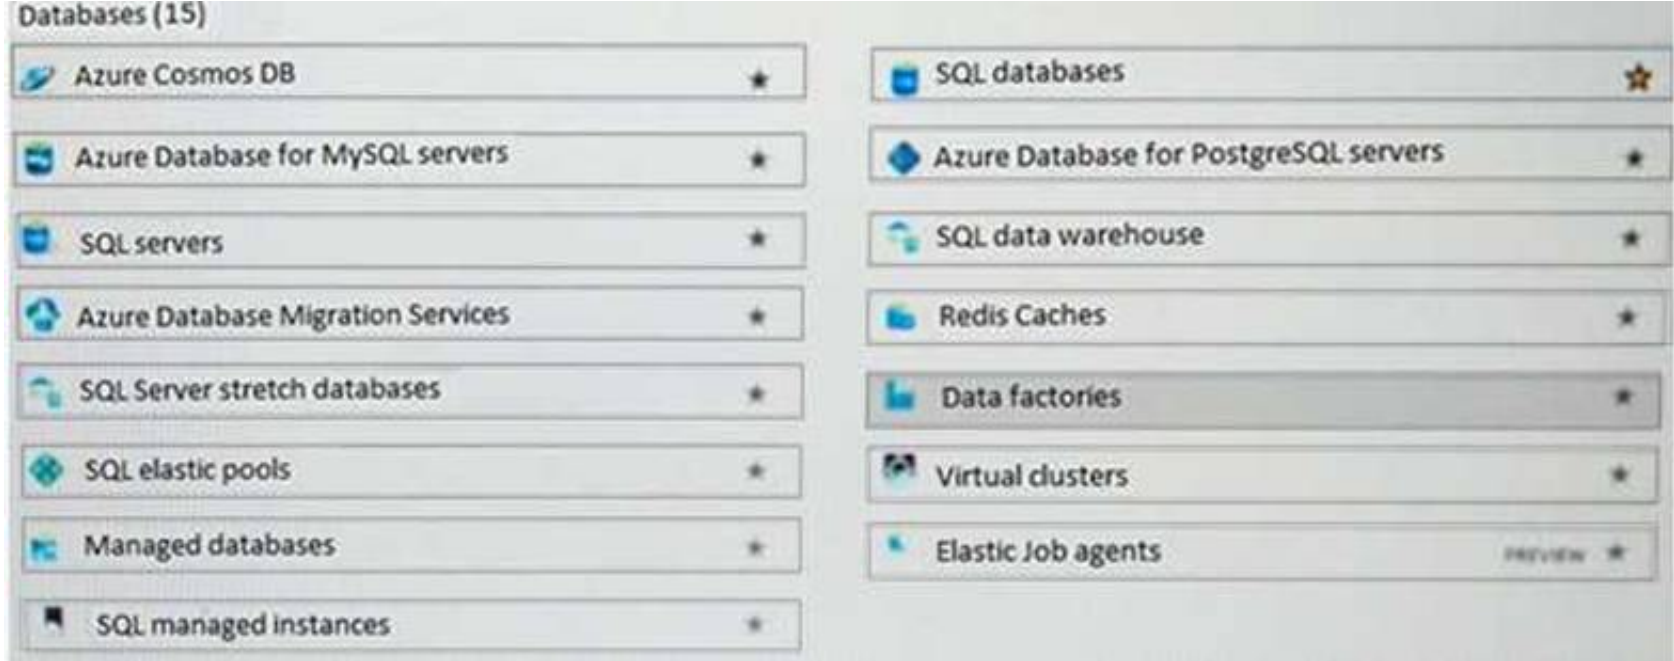 Databases (15)
Azure Cosmos DB
SQL databases
Azure Database for MySQL servers
Azure Database for PostgreSQL servers
SQL servers
SQL data warehouse
Azure Database Migration Services
Redis Caches
SQL Server stretch databases
Data factories
SQL elastic pools
Virtual clusters
Managed databases
Elastic Job agents PREVIEW
SQL managed instances